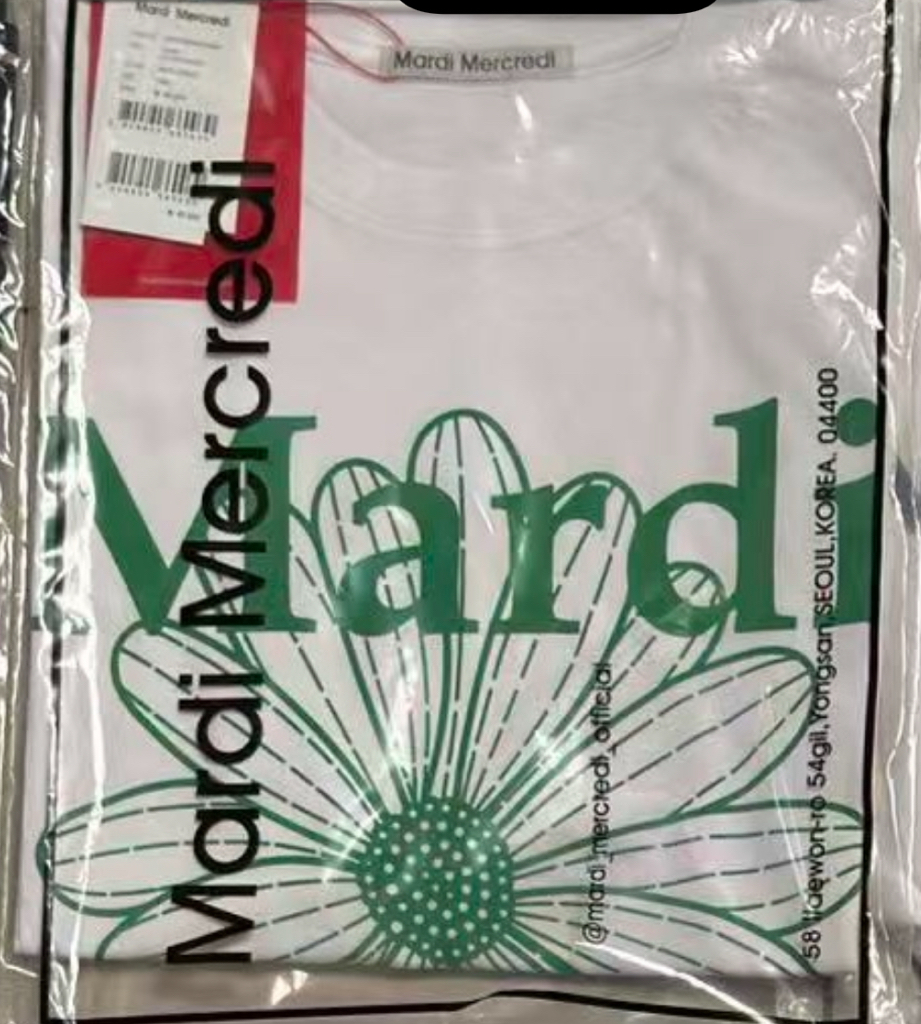 Mardi Mercredi
Mardi Mercredi
Mardi Mercredi
Mardi
@mardi_mercredi_official
58 Itaewon-ro 54gil,Yongsan,SEOUL,KOREA. 04400